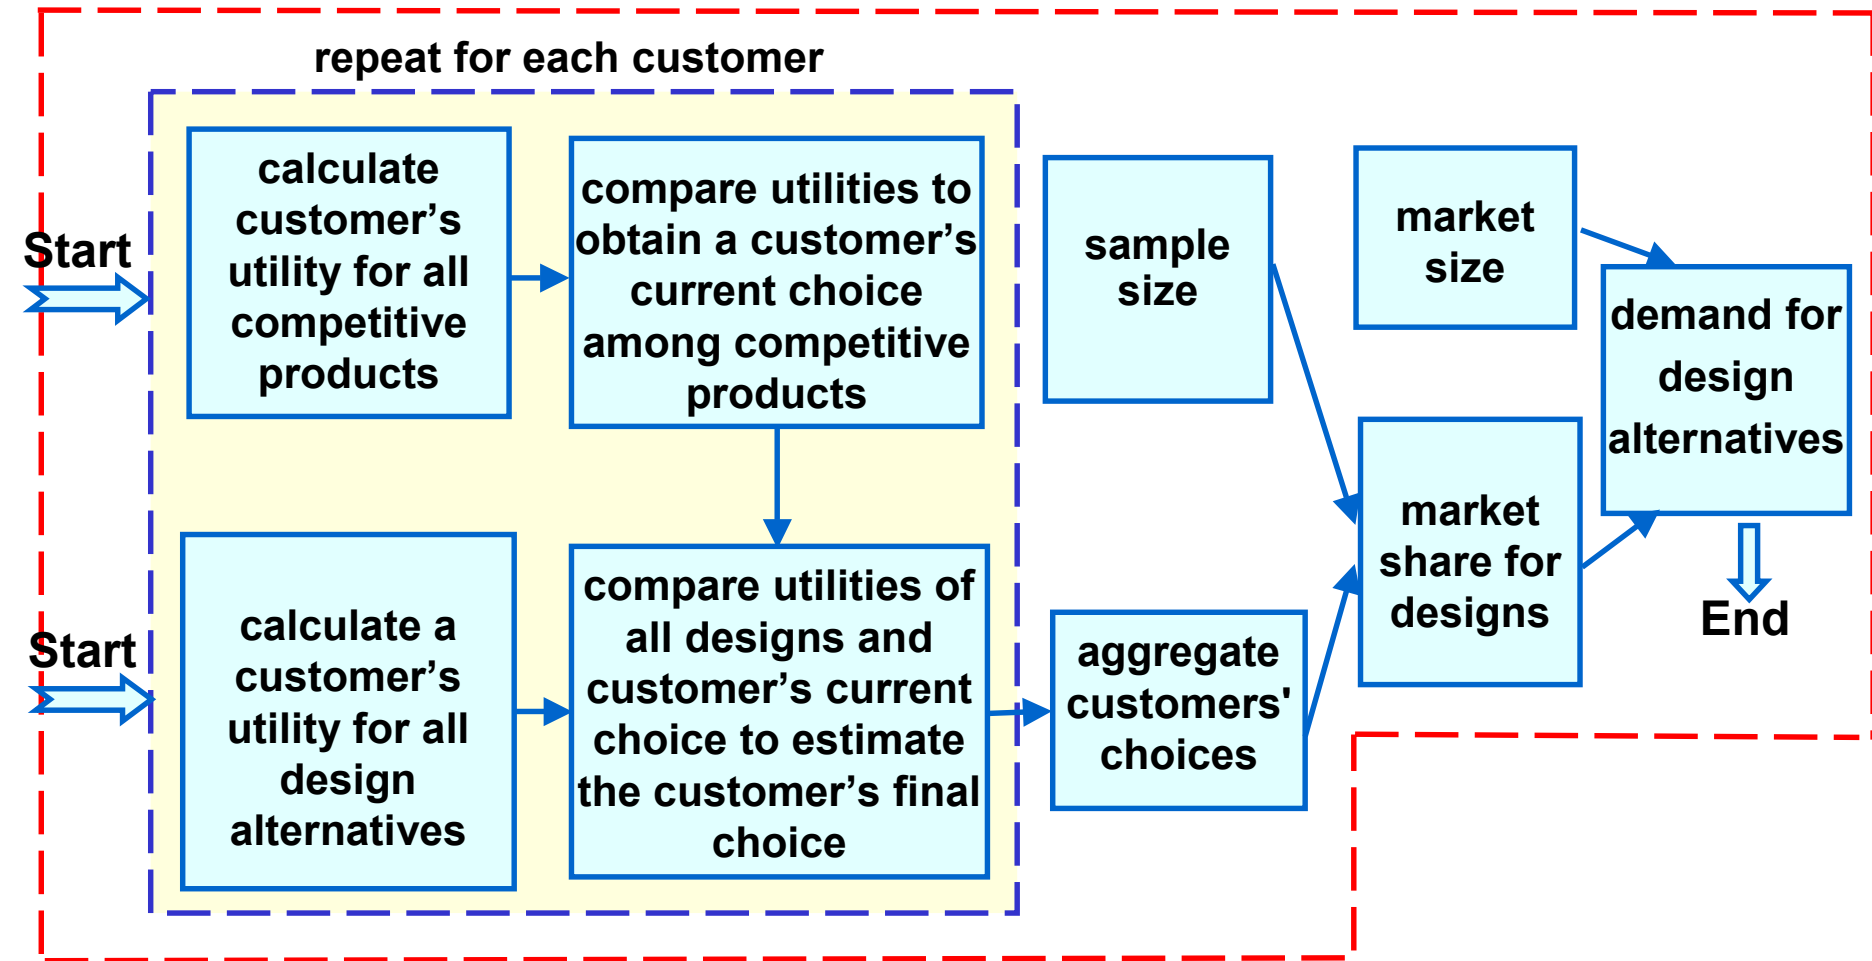 repeat for each customer
Start
calculate
customer’s
utility for all
competitive
products
compare utilities to
obtain a customer’s
current choice
among competitive
products
sample
size
market
size
demand for
design
alternatives
Start
calculate a
customer’s
utility for all
design
alternatives
compare utilities of
all designs and
customer’s current
choice to estimate
the customer’s final
choice
aggregate
customers'
choices
market
share for
designs
End